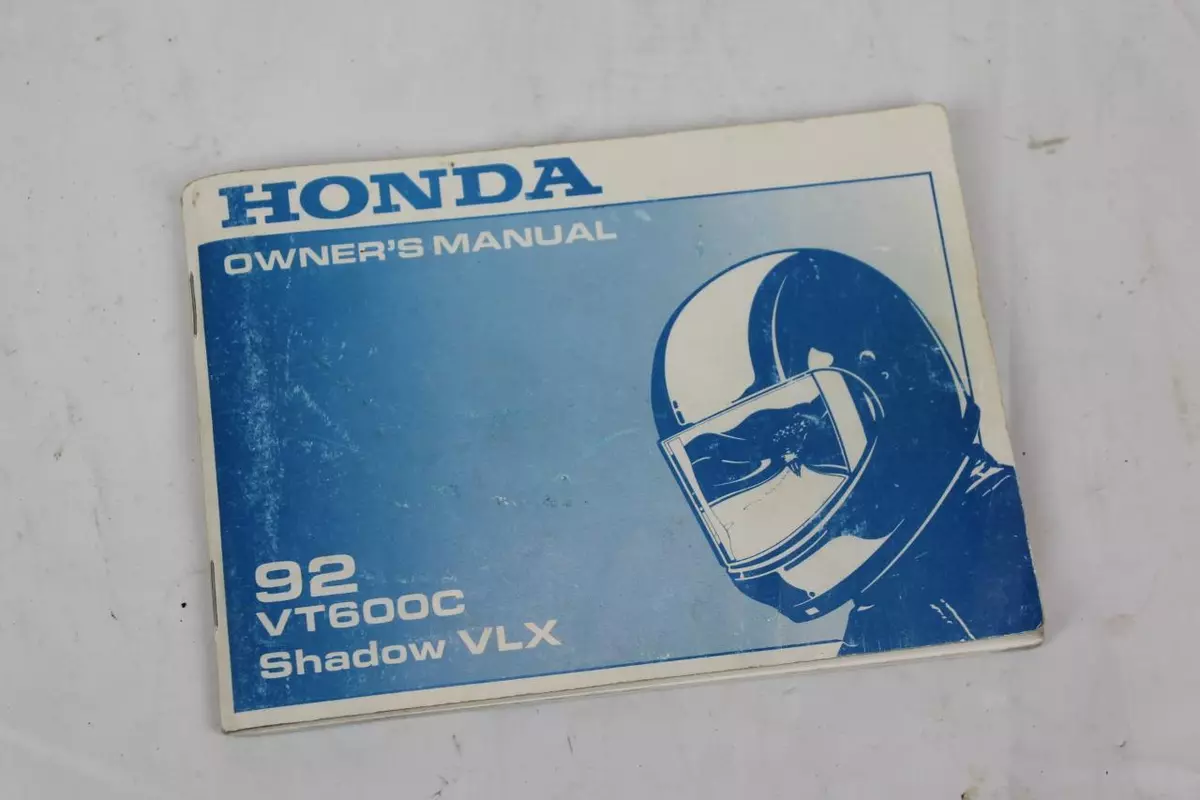 HONDA
OWNER'S MANUAL
92
VT600C
Shadow VLX